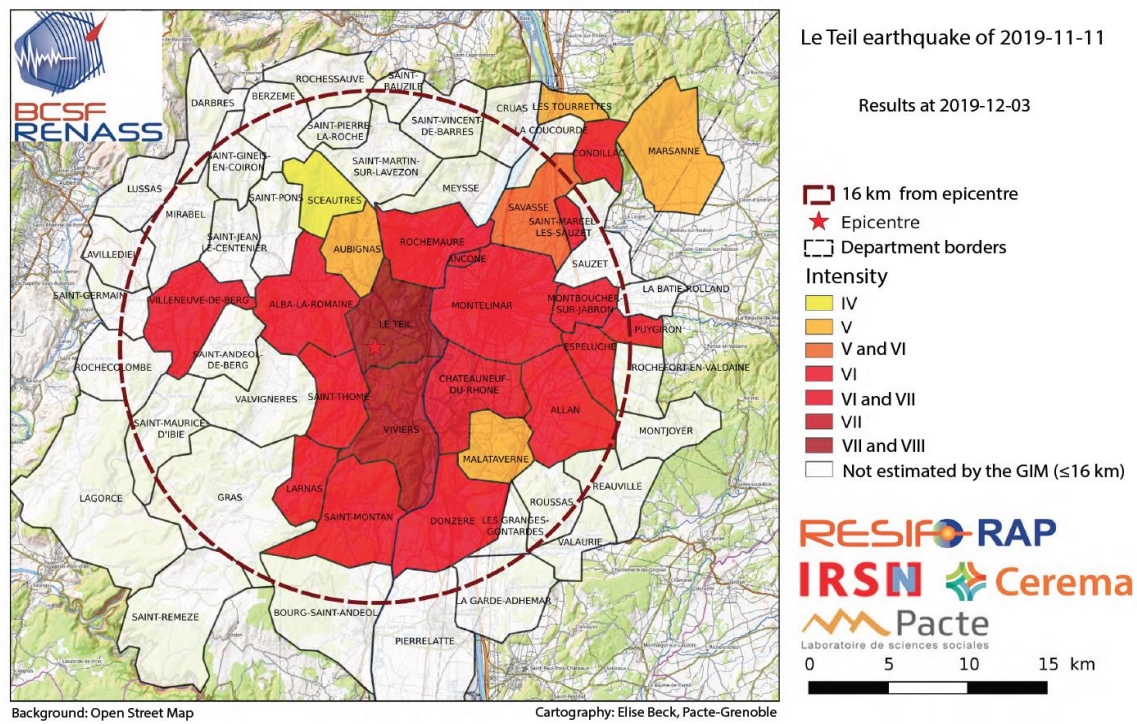 BCSF
RENASS
DARBRES
BERZEME
ROCHESSAUVE
SAINT-
BAUZILE
CRUAS
LES TOURRETTES
SAINT-PIERRE-
LA-ROCHE
SAINT-VINCENT-
DE-BARRES
LA COUCOURDE
CONDILLAC
MARSANNE
SAINT-GINEIS-
EN-COIRON
SAINT-MARTIN-
SUR-LAVEZON
MEYSSE
LUSSAS
MIRABEL
SAINT-PONS
SCEAUTRES
SAVASSE
SAINT-MARCEL-
LES-SAUZET
SAINT-JEAN-
LE-CENTENIER
AUBIGNAS
ROCHEMAURE
ANCONE
SAUZET
LAVILLEDIEU
SAINT-GERMAIN
VILLENEUVE-DE-BERG
ALBA-LA-ROMAINE
MONTELIMAR
MONTBOUCHER-
SUR-JABRON
LA BATIE-ROLLAND
LE TEIL
PUYGIRON
ESPELUCHE
ROCHECOLOMBE
SAINT-ANDEOL-
DE-BERG
ROCHEFORT-EN-VALDAINE
VALVIGNERES
SAINT-THOME
CHATEAUNEUF-
DU-RHONE
ALLAN
SAINT-MAURICE-
D'IBIE
VIVIERS
MONTJOYER
MALATAVERNE
LAGORCE
GRAS
LARNAS
REAUVILLE
ROUSSAS
SAINT-MONTAN
DONZERE
LES GRANGES-
GONTARDES
VALAURIE
SAINT-REMEZE
BOURG-SAINT-ANDEOL
LA GARDE-ADHEMAR
PIERRELATTE
Background: Open Street Map
Cartography: Elise Beck, Pacte-Grenoble
Le Teil earthquake of 2019-11-11
Results at 2019-12-03
16 km from epicentre
Epicentre
Department borders
Intensity
IV
V
V and VI
VI
VI and VII
VII
VII and VIII
Not estimated by the GIM (≤16 km)
RESIF RAP
IRSN
Cerema
Pacte
Laboratoire de sciences sociales
0 5 10 15 km